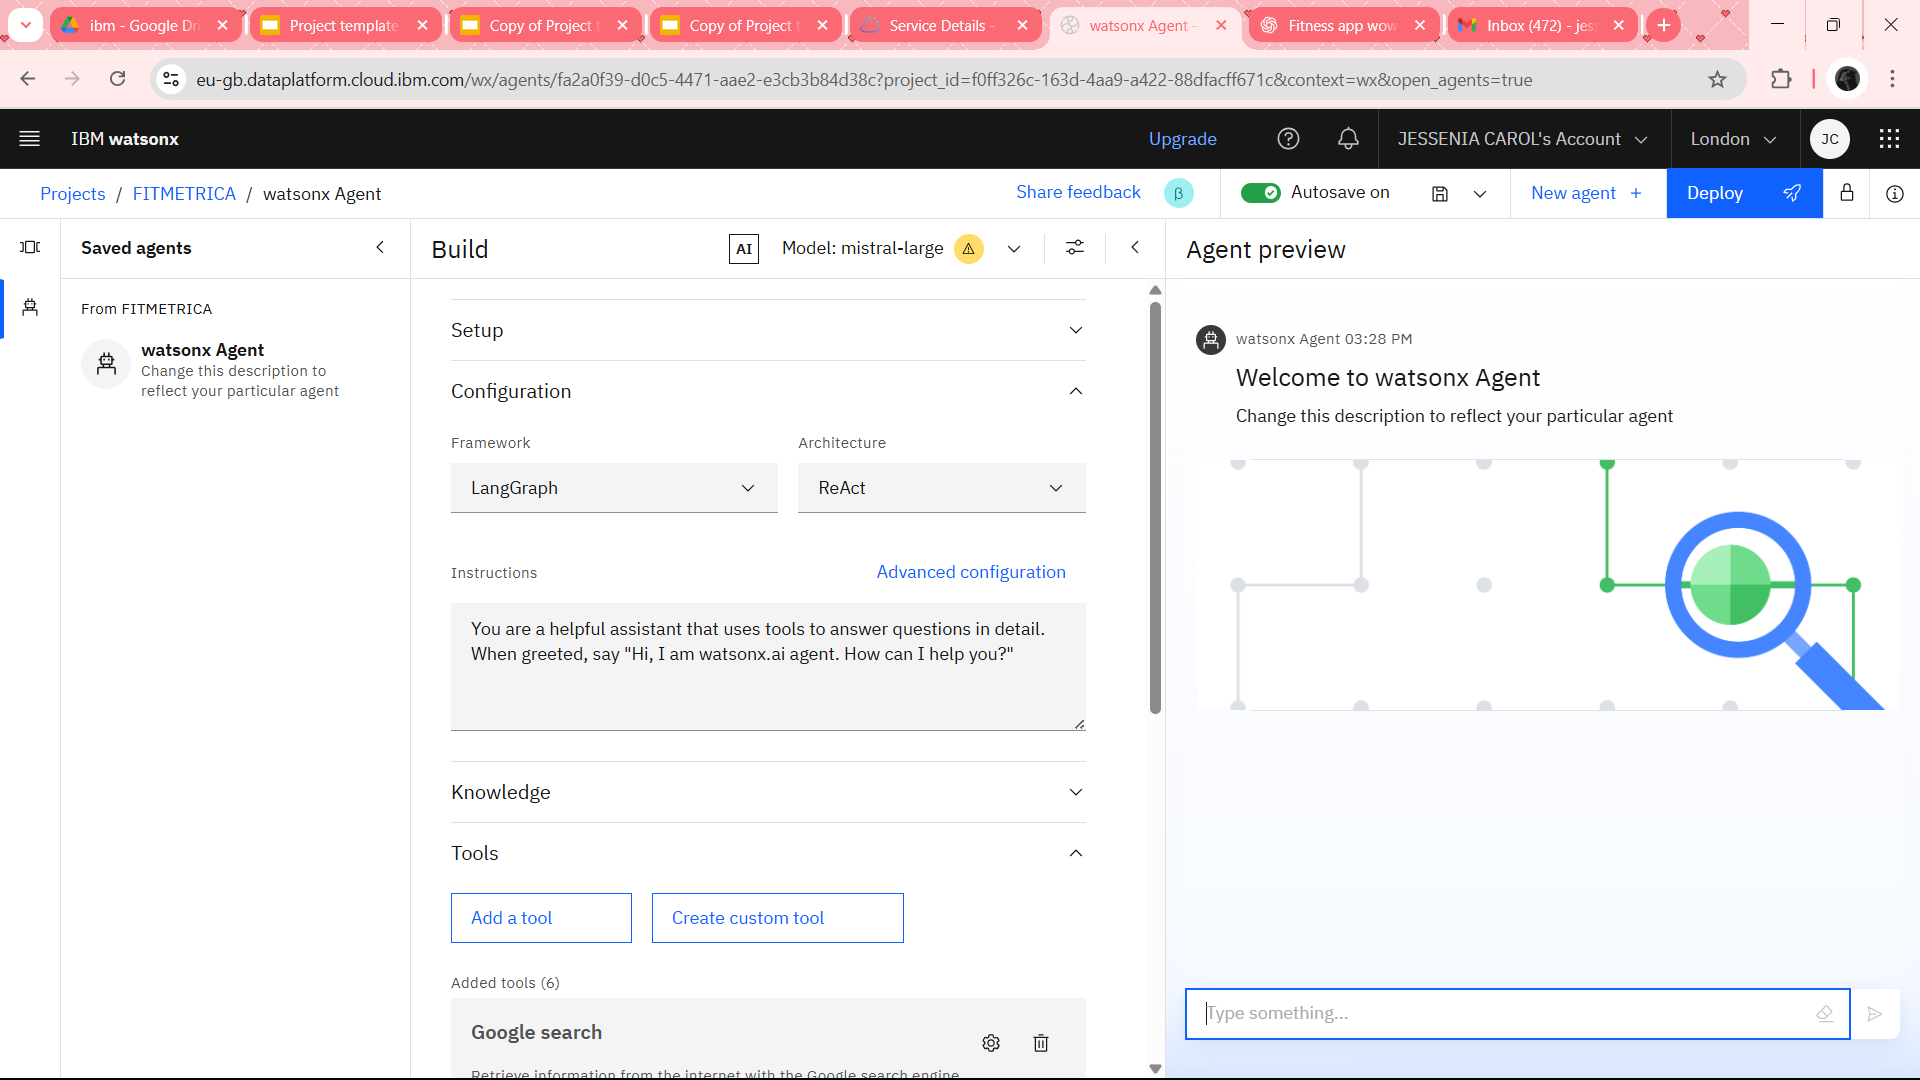 ibm - Google Dri
Project template
Copy of Project t
Copy of Project t
Service Details -
watsonx Agent –
Fitness app wow
Inbox (472) - jes
eu-gb.dataplatform.cloud.ibm.com/wx/agents/fa2a0f39-d0c5-4471-aae2-e3cb3b84d38c?project_id=f0ff326c-163d-4aa9-a422-88dfacff671c&context=wx&open_agents=true
IBM watsonx
Upgrade
JESSENIA CAROL's Account
London
JC
Projects / FITMETRICA / watsonx Agent
Share feedback
β
Autosave on
New agent +
Deploy
Saved agents
From FITMETRICA
watsonx Agent
Change this description to
reflect your particular agent
Build
AI
Model: mistral-large
Setup
Configuration
Framework
Architecture
LangGraph
ReAct
Instructions
Advanced configuration
You are a helpful assistant that uses tools to answer questions in detail.
When greeted, say "Hi, I am watsonx.ai agent. How can I help you?"
Knowledge
Tools
Add a tool
Create custom tool
Added tools (6)
Google search
Retrieve information from the internet with the Google search engine
Agent preview
watsonx Agent 03:28 PM
Welcome to watsonx Agent
Change this description to reflect your particular agent
Type something...